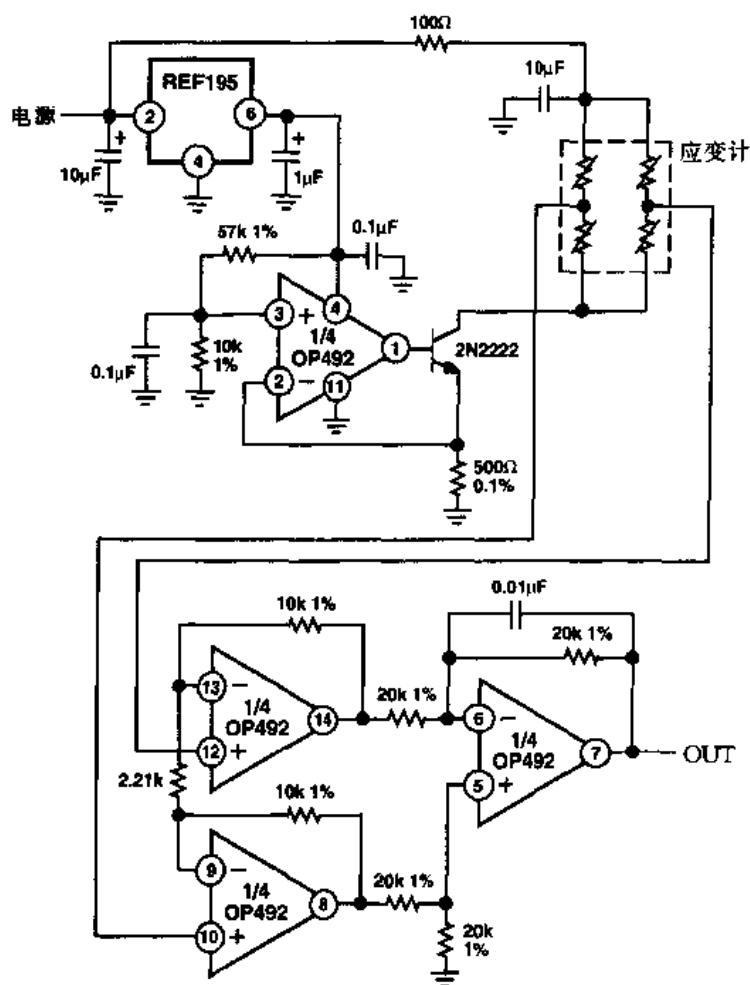 100Ω
REF195
10μF
电源
2
6
4
+
10μF
+
1μF
应变计
57k 1%
0.1μF
3
+
4
1/4
OP492
1
2N2222
10k
1%
0.1μF
2
−
11
500Ω
0.1%
0.01μF
10k 1%
20k 1%
13
−
1/4
OP492
14
20k 1%
6
−
1/4
OP492
7
OUT
12
+
5
+
2.21k
10k 1%
9
−
1/4
OP492
8
20k 1%
10
+
20k
1%